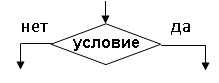 нет да
условие